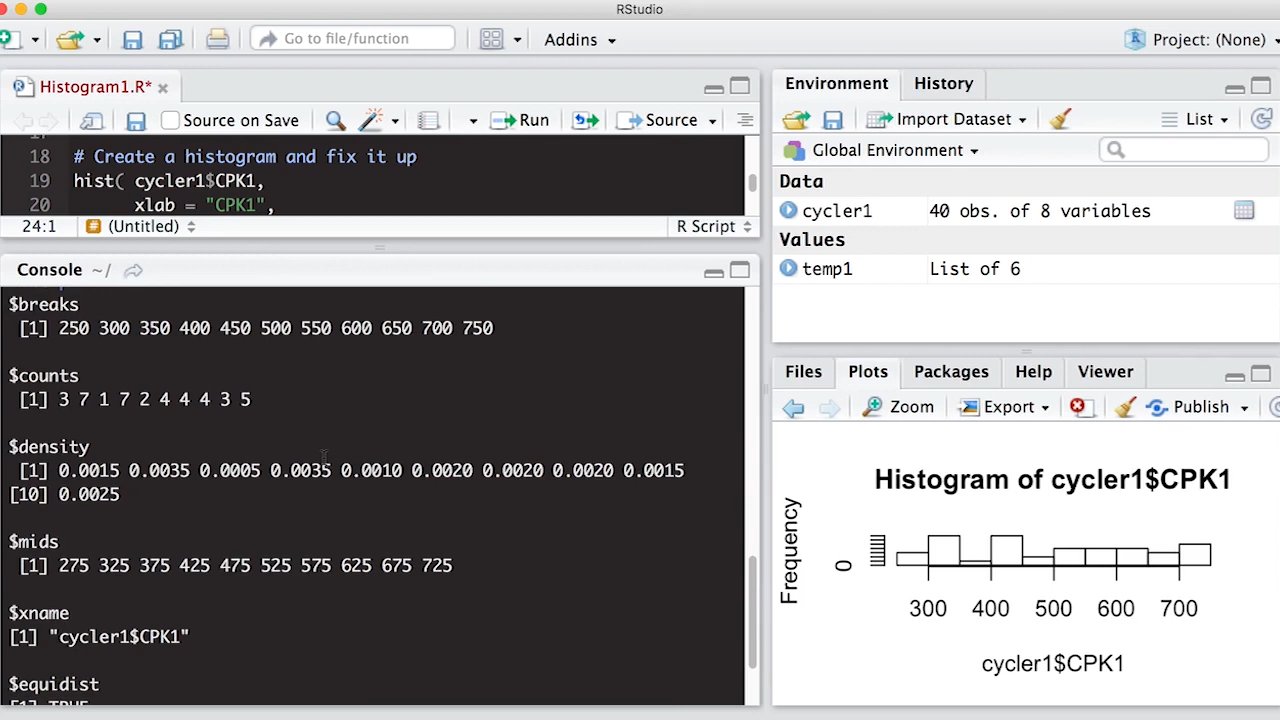 RStudio
Go to file/function
Addins
Project: (None)
Histogram1.R*
Source on Save
Run
Source
18 # Create a histogram and fix it up
19 hist( cycler1$CPK1,
20 xlab = "CPK1",
24:1
(Untitled)
R Script
Console ~/
$breaks
[1] 250 300 350 400 450 500 550 600 650 700 750
$counts
[1] 3 7 1 7 2 4 4 4 3 5
$density
[1] 0.0015 0.0035 0.0005 0.0035 0.0010 0.0020 0.0020 0.0020 0.0015
[10] 0.0025
$mids
[1] 275 325 375 425 475 525 575 625 675 725
$xname
[1] "cycler1$CPK1"
$equidist
[1] TRUE
Environment History
Import Dataset
List
Global Environment
Data
cycler1 40 obs. of 8 variables
Values
temp1 List of 6
Files Plots Packages Help Viewer
Zoom Export Publish
Histogram of cycler1$CPK1
Frequency
0
300 400 500 600 700
cycler1$CPK1